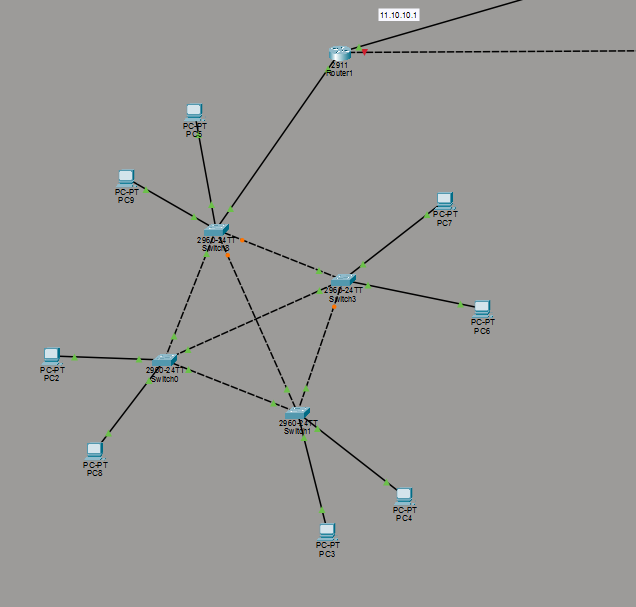 11.10.10.1
2911
Router1
PC-PT
PC5
PC-PT
PC9
PC-PT
PC7
2960-24TT
2960-24TT
Switch3
PC-PT
PC6
2960-24TT
Switch0
PC-PT
PC2
2960-24TT
Switch1
PC-PT
PC8
PC-PT
PC4
PC-PT
PC3